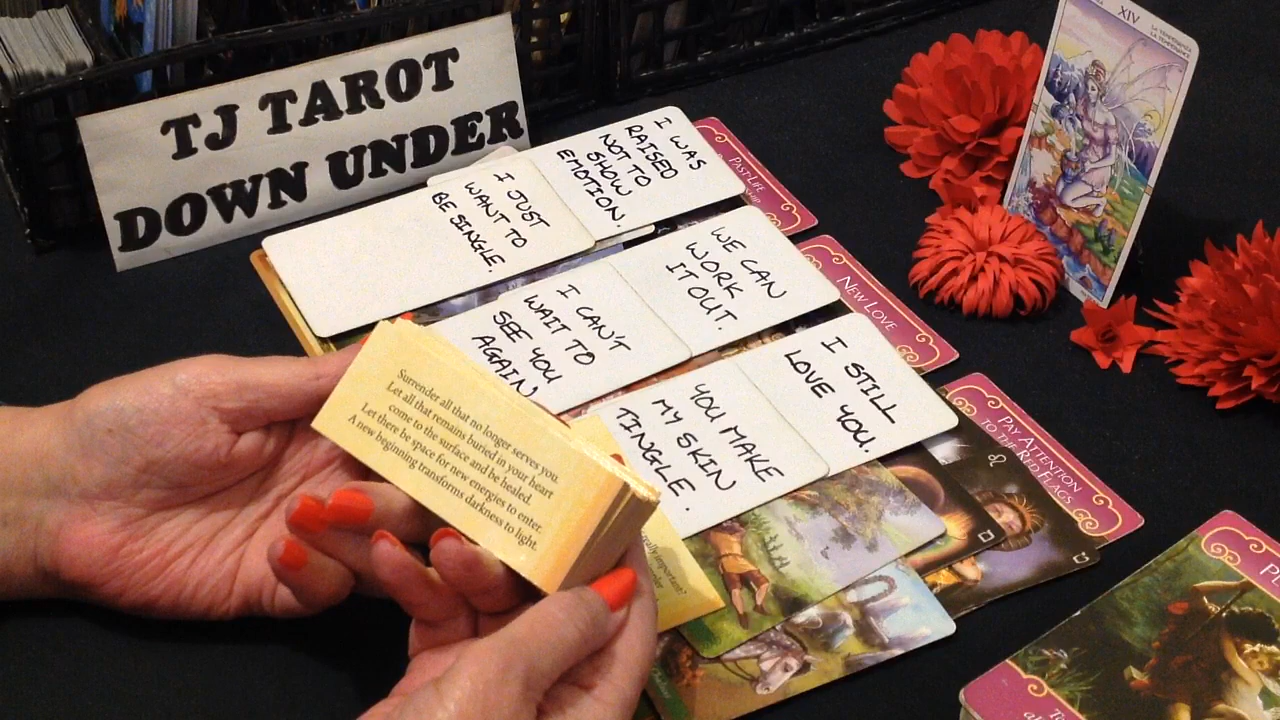 TJ TAROT
DOWN UNDER
I WAS
RAISED
NOT TO
SHOW
EMOTION.
PAST LIFE
I JUST
WANT TO
BE SINGLE.
WE CAN
WORK
IT OUT.
NEW LOVE
I CAN'T
WAIT TO
SEE YOU
AGAIN
I STILL
LOVE YOU.
YOU MAKE
MY SKIN
TINGLE.
PAY ATTENTION
TO THE RED FLAGS
Surrender all that no longer serves you.
Let all that remains buried in your heart
come to the surface and be healed.
Let there be space for new energies to enter.
A new beginning transforms darkness to light.
important?
XIV
LA TEMPERANCE